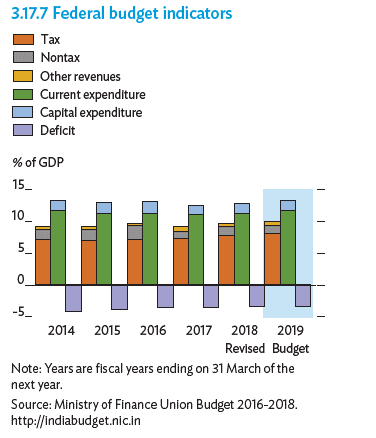 3.17.7 Federal budget indicators
Tax
Nontax
Other revenues
Current expenditure
Capital expenditure
Deficit
% of GDP
15
10
5
0
–5
2014 2015 2016 2017 2018 2019
Revised Budget
Note: Years are fiscal years ending on 31 March of the
next year.
Source: Ministry of Finance Union Budget 2016-2018.
http://indiabudget.nic.in